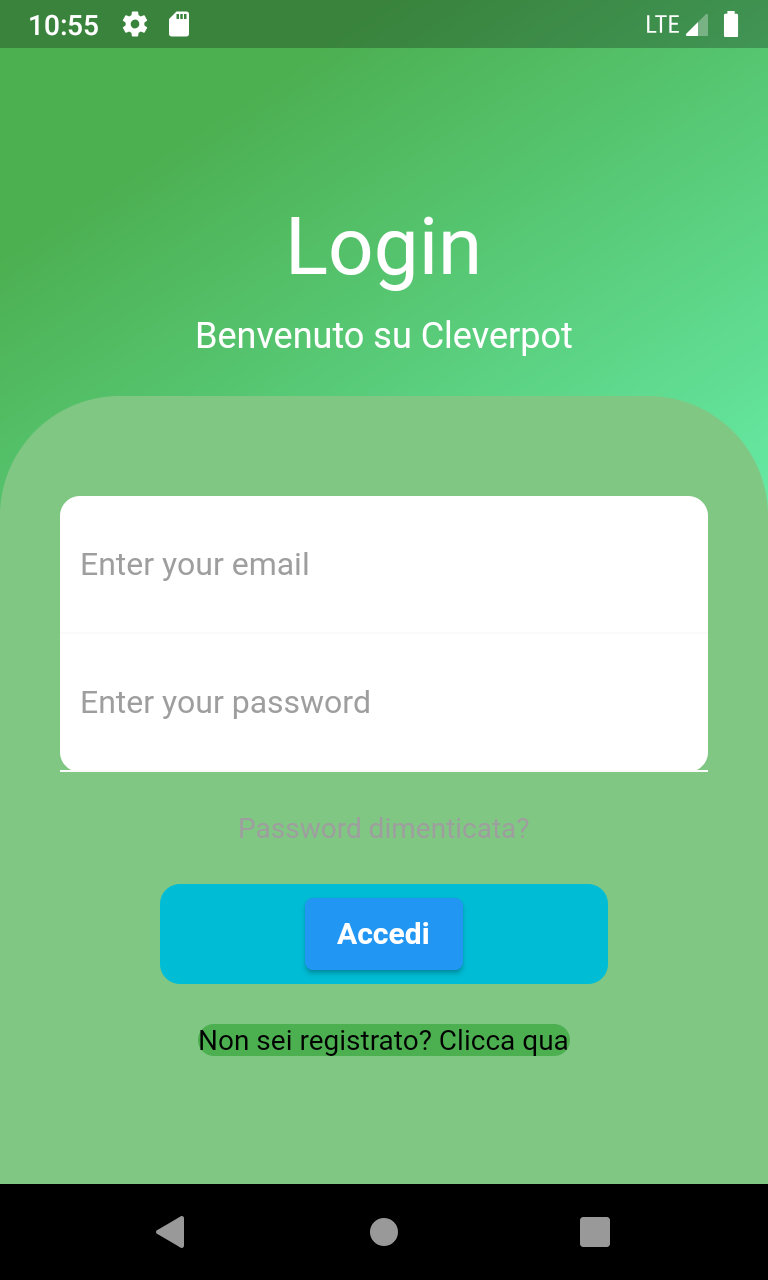 10:55 LTE
Login
Benvenuto su Cleverpot
Enter your email
Enter your password
Password dimenticata?
Accedi
Non sei registrato? Clicca qua